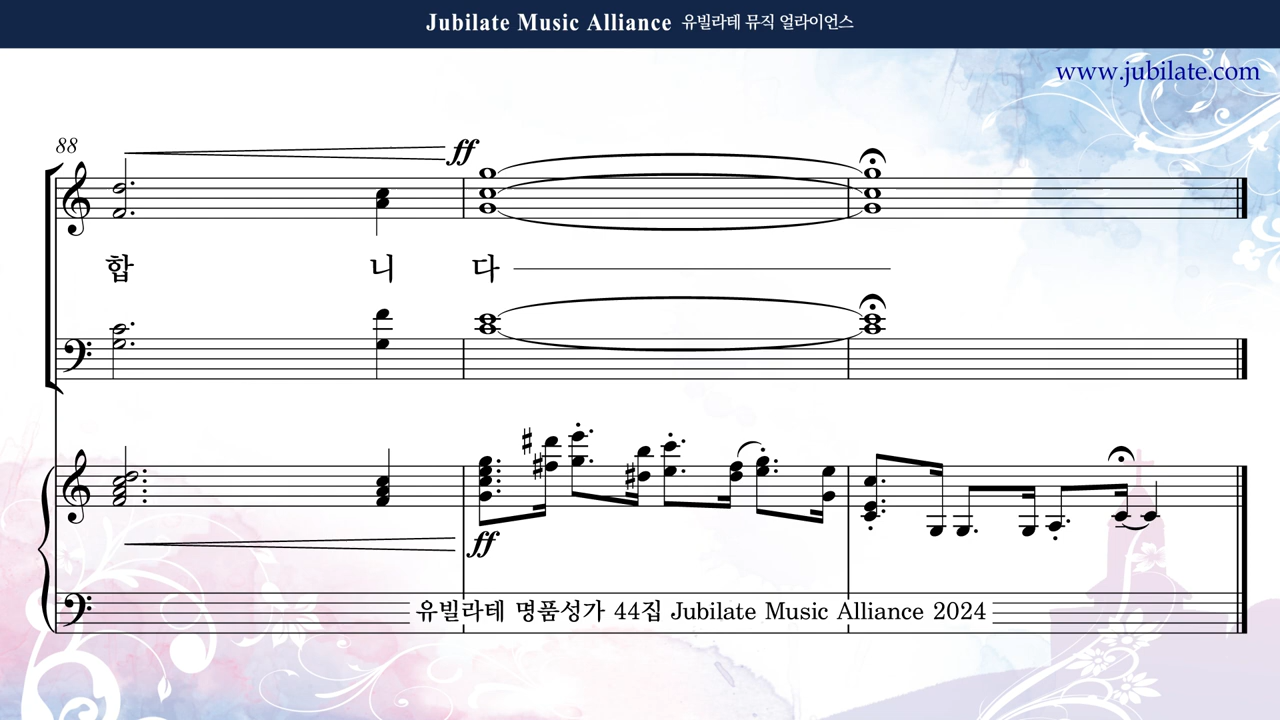 Jubilate Music Alliance 유빌라테 뮤직 얼라이언스
www.jubilate.com
88
ff
합 니 다
ff
유빌라테 명품성가 44집 Jubilate Music Alliance 2024